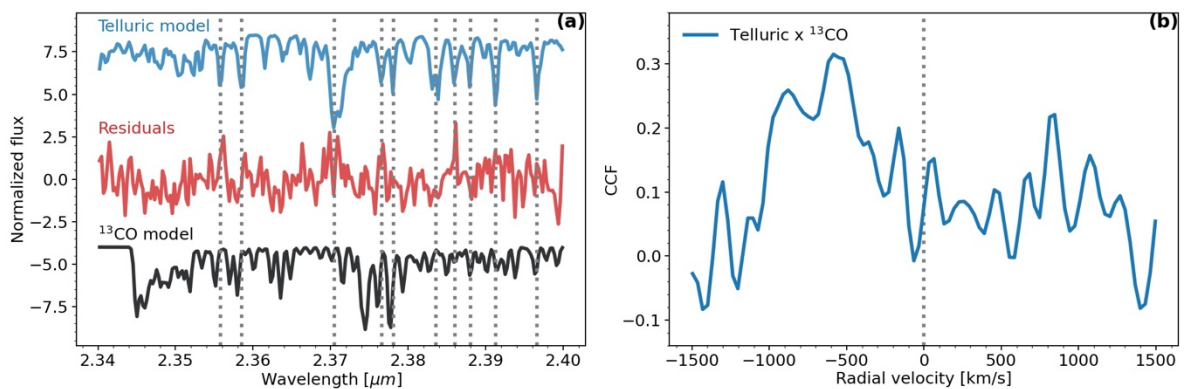 (a)
Telluric model
Residuals
¹³CO model
Normalized flux
7.5
5.0
2.5
0.0
−2.5
−5.0
−7.5
2.34 2.35 2.36 2.37 2.38 2.39 2.40
Wavelength [μm]
(b)
Telluric x ¹³CO
CCF
0.3
0.2
0.1
0.0
−0.1
−1500 −1000 −500 0 500 1000 1500
Radial velocity [km/s]